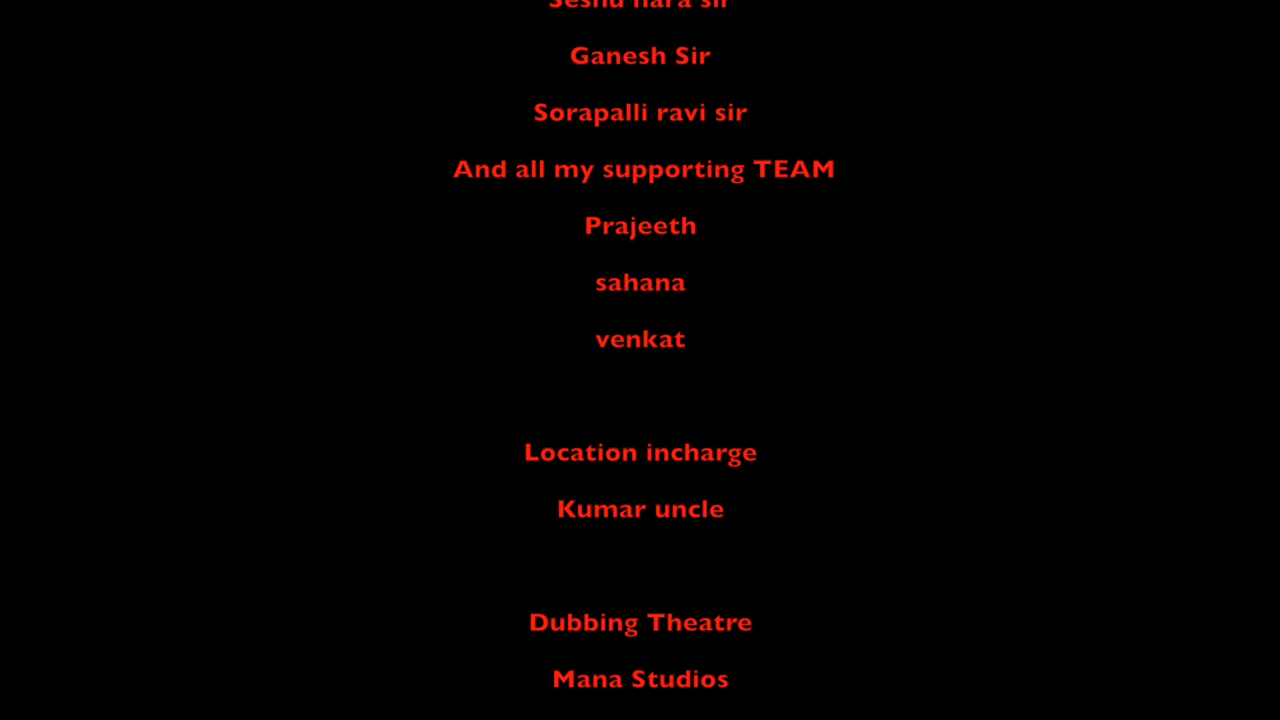 sir
Ganesh Sir
Sorapalli ravi sir
And all my supporting TEAM
Prajeeth
sahana
venkat
Location incharge
Kumar uncle
Dubbing Theatre
Mana Studios